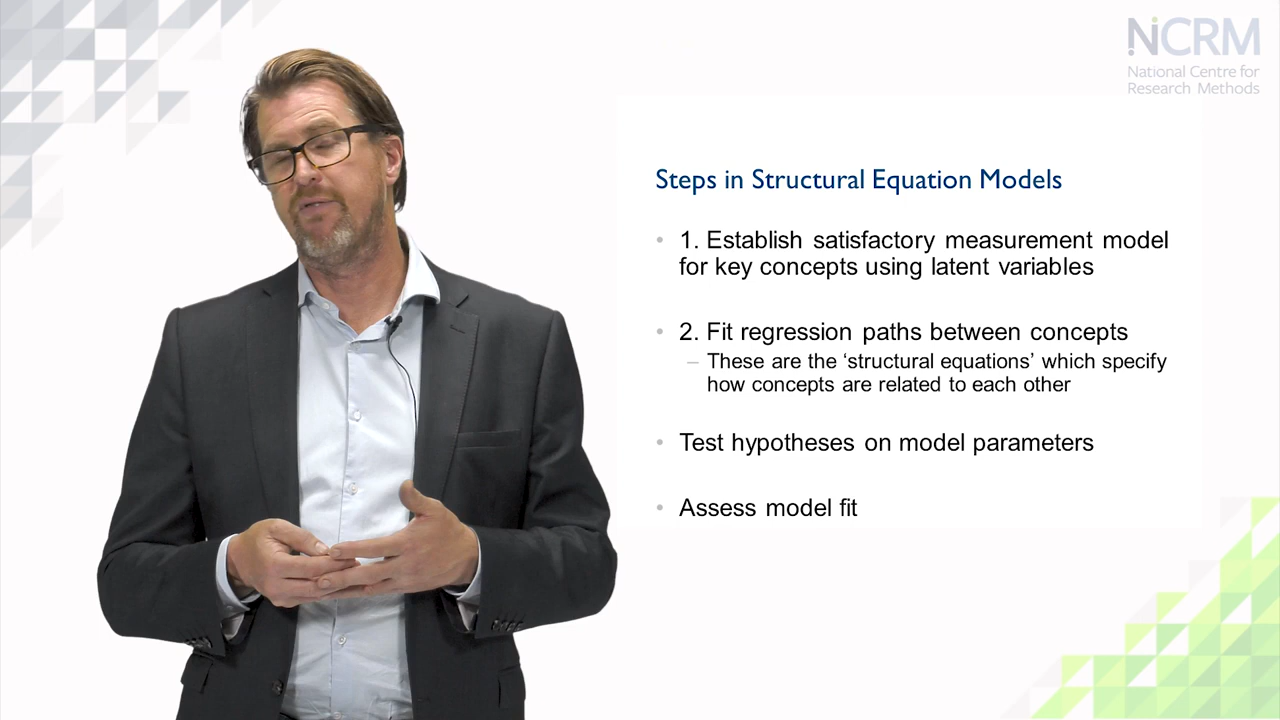 NCRM
National Centre for
Research Methods
Steps in Structural Equation Models
• 1. Establish satisfactory measurement model
for key concepts using latent variables
• 2. Fit regression paths between concepts
– These are the ‘structural equations’ which specify
how concepts are related to each other
• Test hypotheses on model parameters
• Assess model fit